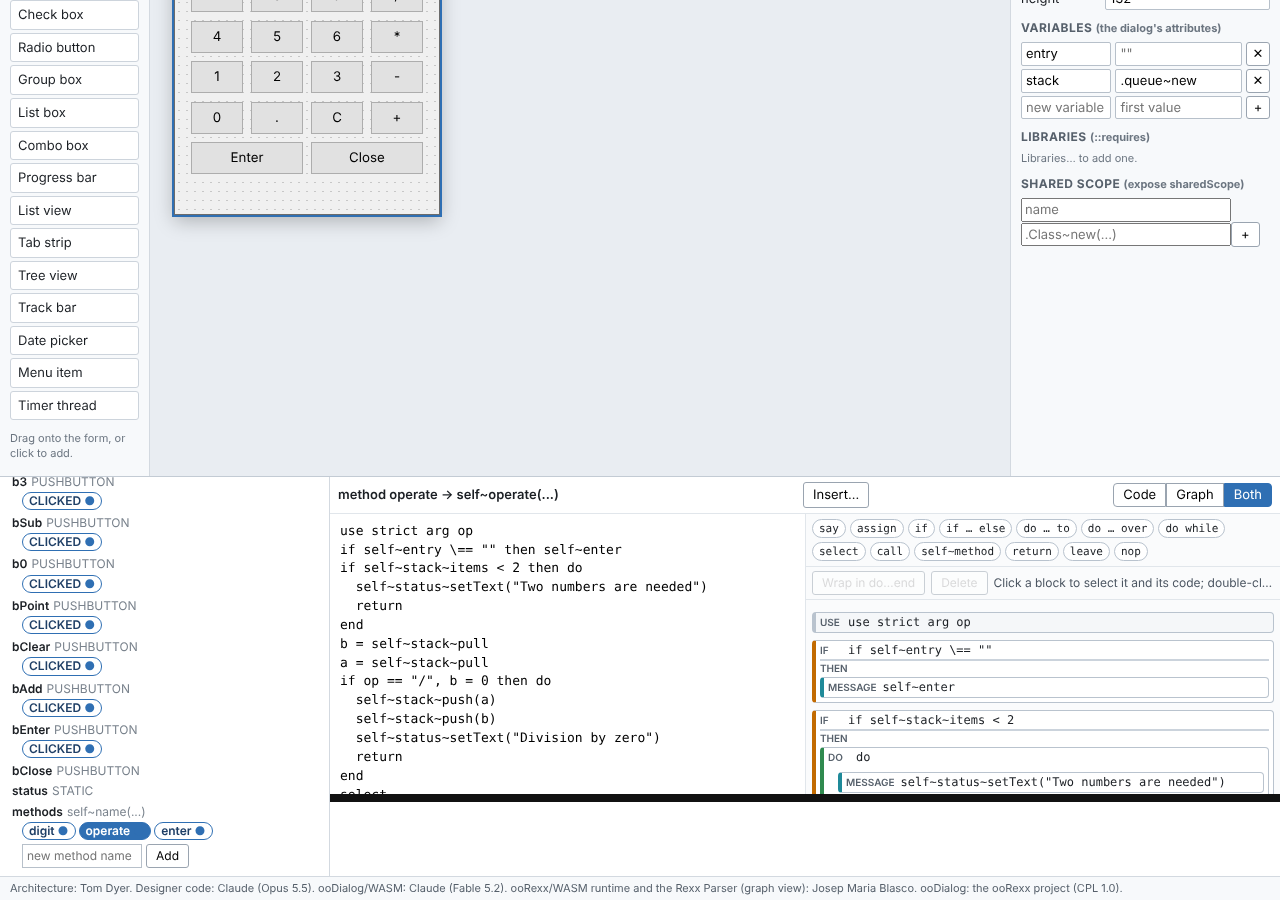 Check box
Radio button
Group box
List box
Combo box
Progress bar
List view
Tab strip
Tree view
Track bar
Date picker
Menu item
Timer thread
Drag onto the form, or
click to add.
4 5 6 *
1 2 3 -
0 . C +
Enter Close
VARIABLES (the dialog's attributes)
entry "" ✕
stack .queue~new ✕
new variable first value +
LIBRARIES (::requires)
Libraries... to add one.
SHARED SCOPE (expose sharedScope)
name
.Class~new(...) +
b3 PUSHBUTTON
CLICKED
bSub PUSHBUTTON
CLICKED
b0 PUSHBUTTON
CLICKED
bPoint PUSHBUTTON
CLICKED
bClear PUSHBUTTON
CLICKED
bAdd PUSHBUTTON
CLICKED
bEnter PUSHBUTTON
CLICKED
bClose PUSHBUTTON
status STATIC
methods self~name(...)
digit operate enter
new method name Add
method operate → self~operate(...)
Insert...
Code Graph Both
use strict arg op
if self~entry \== "" then self~enter
if self~stack~items < 2 then do
self~status~setText("Two numbers are needed")
return
end
b = self~stack~pull
a = self~stack~pull
if op == "/", b = 0 then do
self~stack~push(a)
self~stack~push(b)
self~status~setText("Division by zero")
return
end
select
say assign if if … else do … to do … over do while
select call self~method return leave nop
Wrap in do...end Delete Click a block to select it and its code; double-cl...
USE use strict arg op
IF if self~entry \== ""
THEN
MESSAGE self~enter
IF if self~stack~items < 2
THEN
DO do
MESSAGE self~status~setText("Two numbers are needed")
Architecture: Tom Dyer. Designer code: Claude (Opus 5.5). ooDialog/WASM: Claude (Fable 5.2). ooRexx/WASM runtime and the Rexx Parser (graph view): Josep Maria Blasco. ooDialog: the ooRexx project (CPL 1.0).